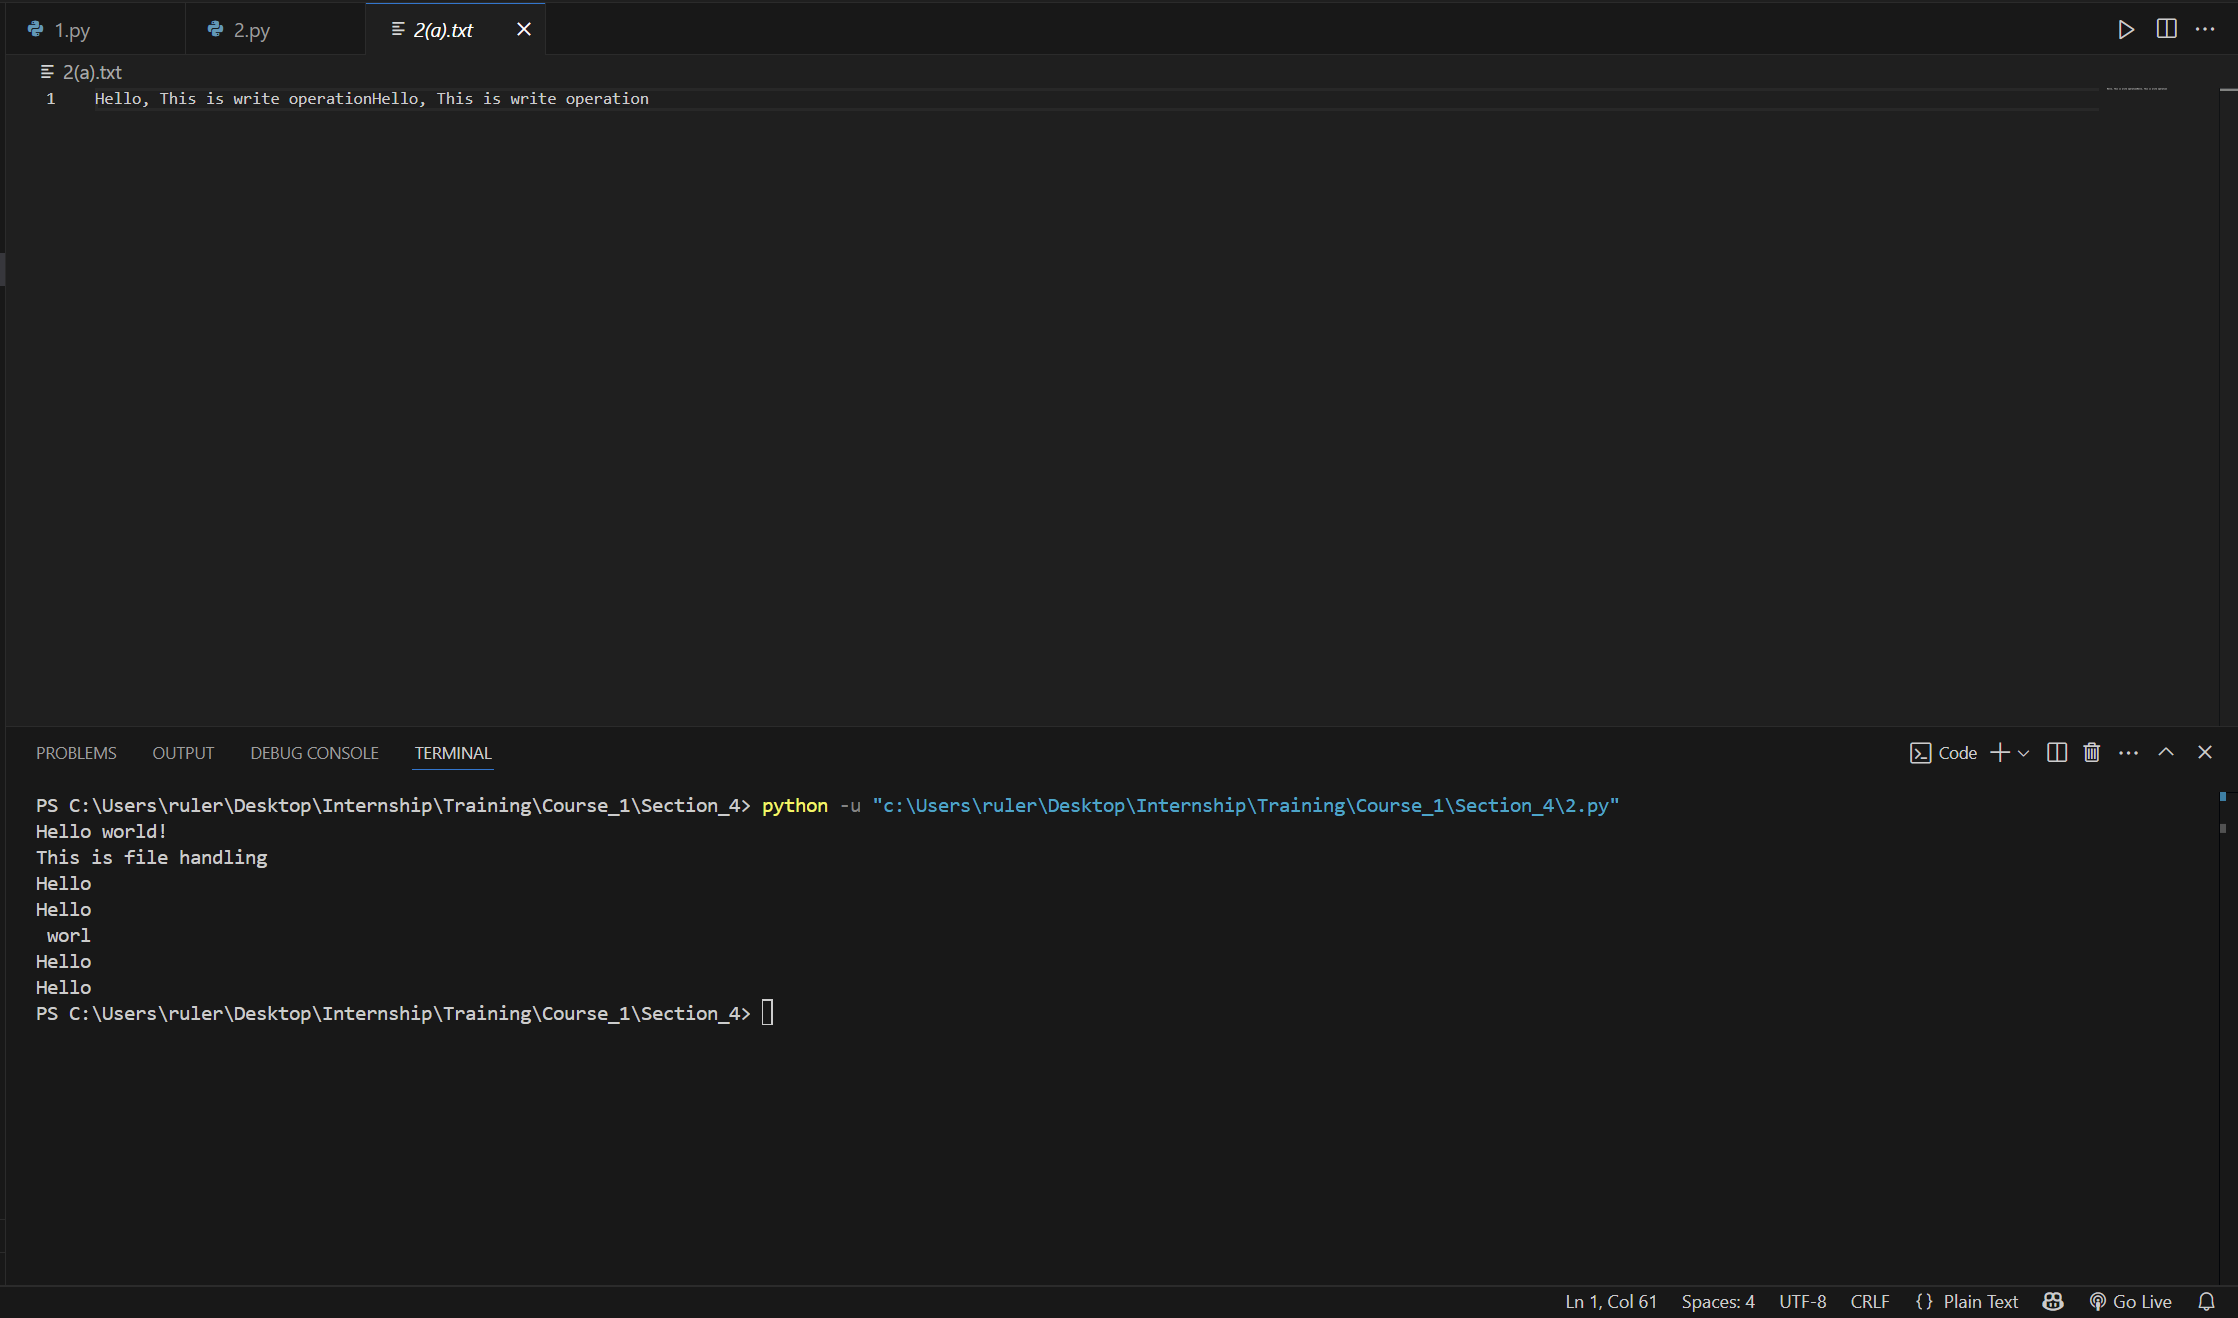 1.py 2.py 2(a).txt
2(a).txt
1 Hello, This is write operationHello, This is write operation
PROBLEMS OUTPUT DEBUG CONSOLE TERMINAL Code
PS C:\Users\ruler\Desktop\Internship\Training\Course_1\Section_4> python -u "c:\Users\ruler\Desktop\Internship\Training\Course_1\Section_4\2.py"
Hello world!
This is file handling
Hello
Hello
 worl
Hello
Hello
PS C:\Users\ruler\Desktop\Internship\Training\Course_1\Section_4>
Ln 1, Col 61 Spaces: 4 UTF-8 CRLF {} Plain Text Go Live